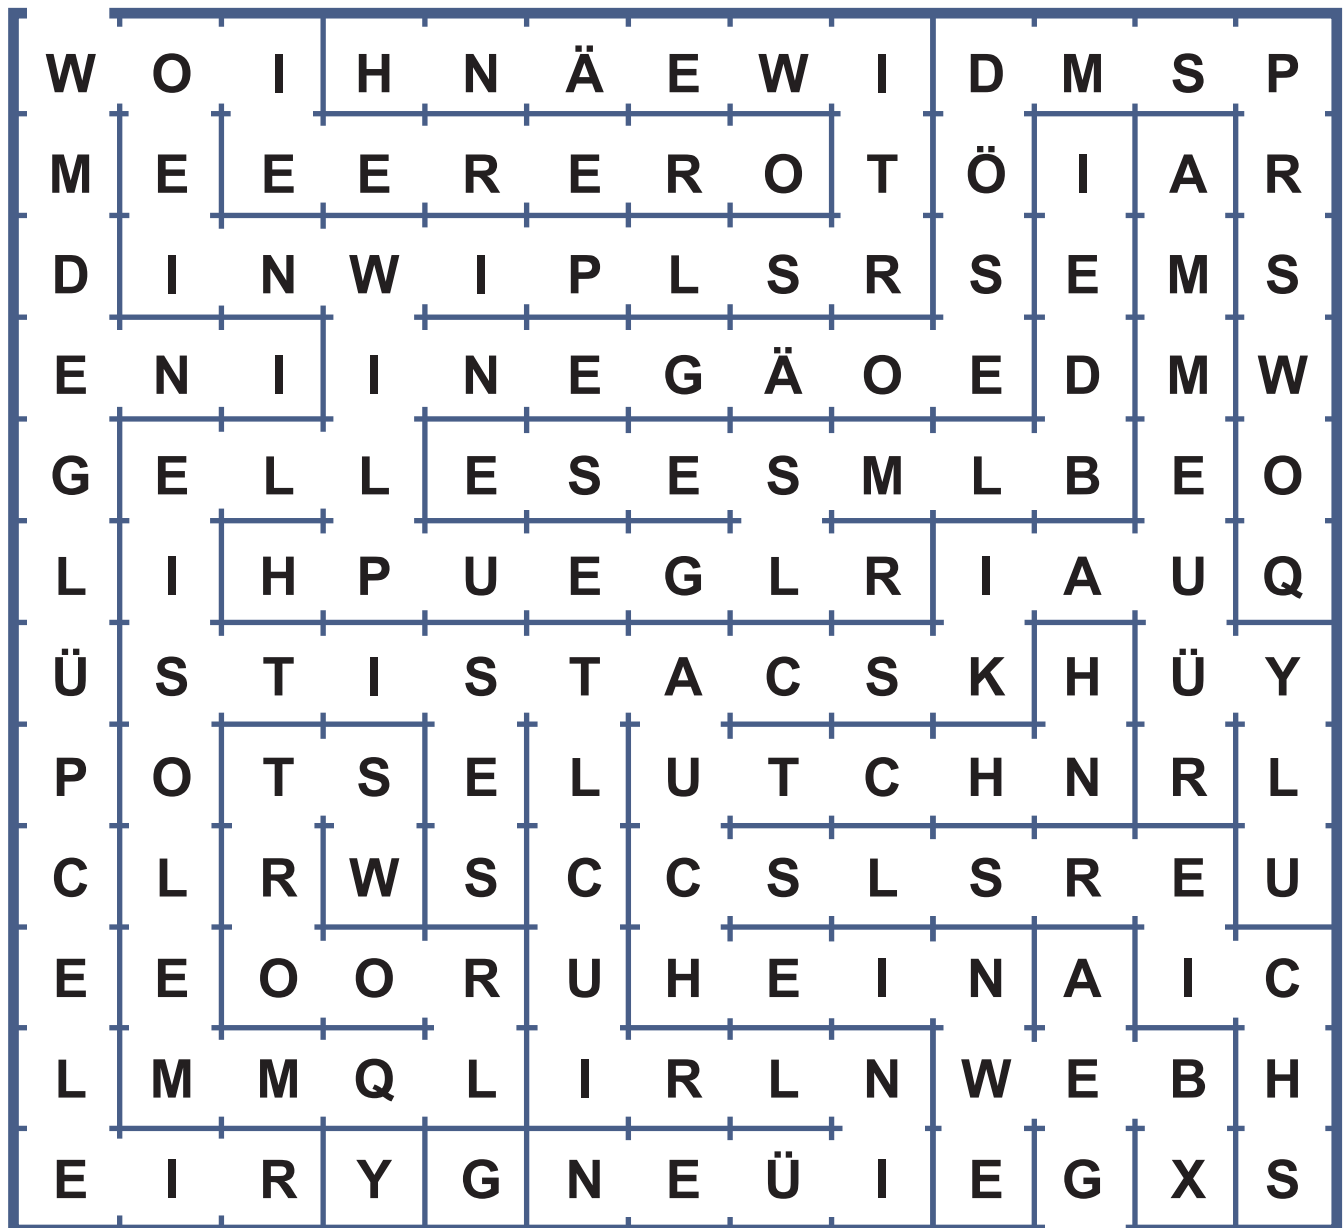 W O I H N Ä E W I D M S P
M E E E R E R O T Ö I A R
D I N W I P L S R S E M S
E N I I N E G Ä O E D M W
G E L L E S E S M L B E O
L I H P U E G L R I A U Q
Ü S T I S T A C S K H Ü Y
P O T S E L U T C H N R L
C L R W S C C S L S R E U
E E O O R U H E I N A I C
L M M Q L I R L N W E B H
E I R Y G N E Ü I E G X S